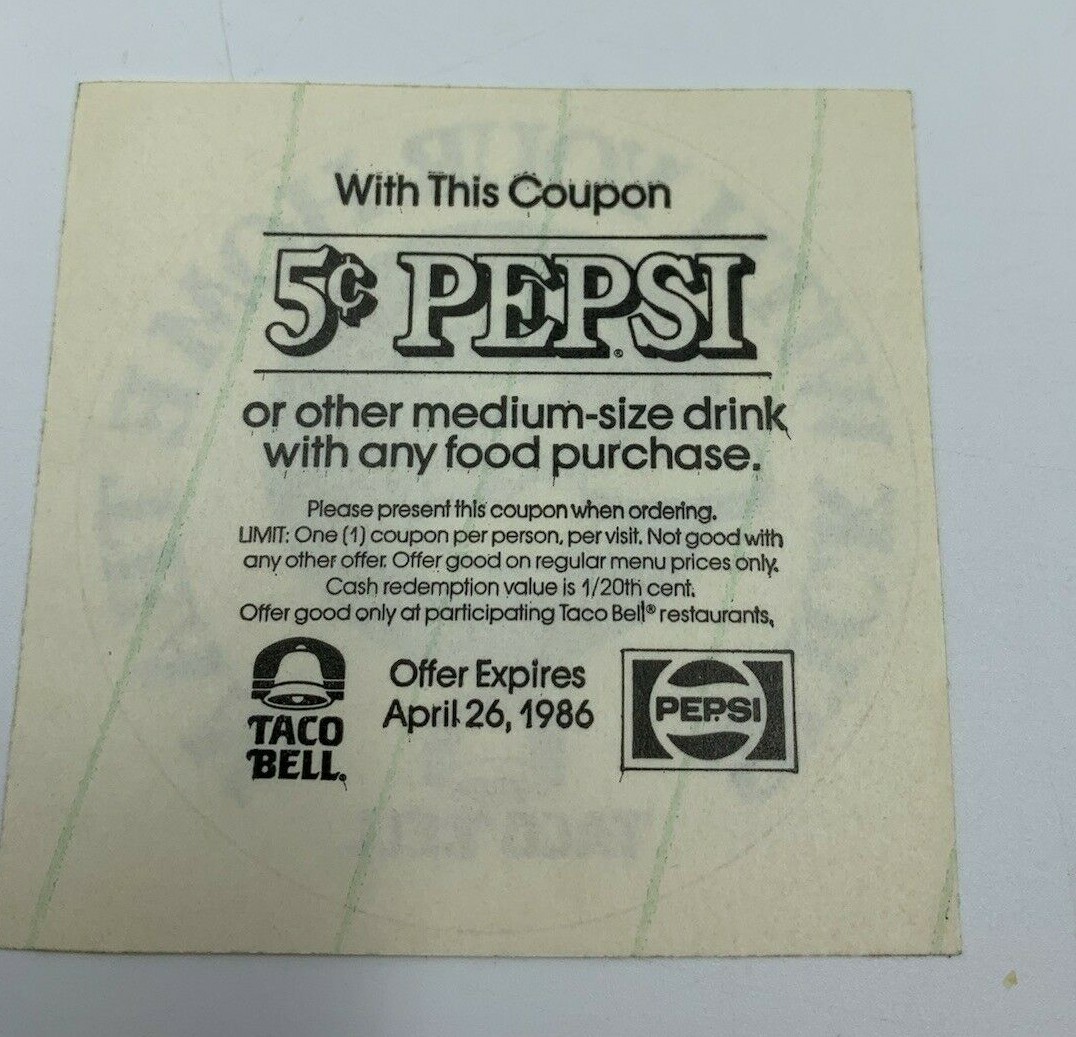 With This Coupon
5¢ PEPSI®
or other medium-size drink
with any food purchase.
Please present this coupon when ordering.
LIMIT: One (1) coupon per person, per visit. Not good with
any other offer. Offer good on regular menu prices only.
Cash redemption value is 1/20th cent.
Offer good only at participating Taco Bell® restaurants.
Offer Expires
April 26, 1986
TACO
BELL®
PEPSI